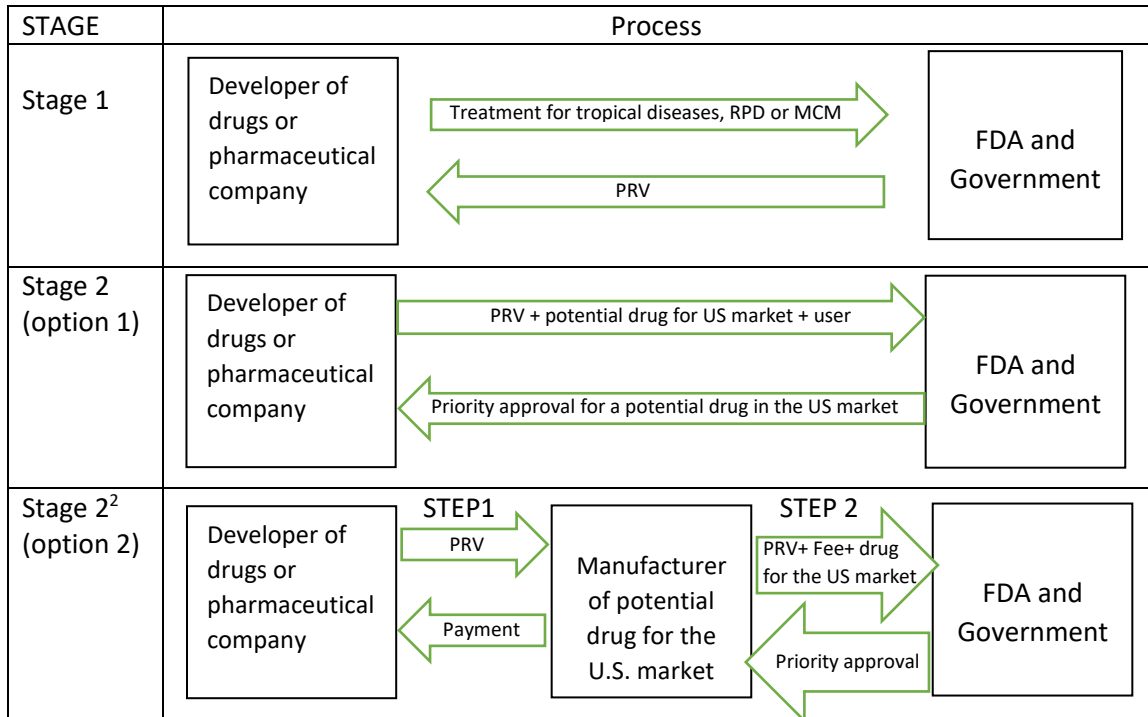 STAGE
Process
Stage 1
Developer of
drugs or
pharmaceutical
company
Treatment for tropical diseases, RPD or MCM
PRV
FDA and
Government
Stage 2
(option 1)
Developer of
drugs or
pharmaceutical
company
PRV + potential drug for US market + user
Priority approval for a potential drug in the US market
FDA and
Government
Stage 2²
(option 2)
Developer of
drugs or
pharmaceutical
company
STEP1
PRV
Payment
Manufacturer
of potential
drug for the
U.S. market
STEP 2
PRV+ Fee+ drug
for the US market
Priority approval
FDA and
Government